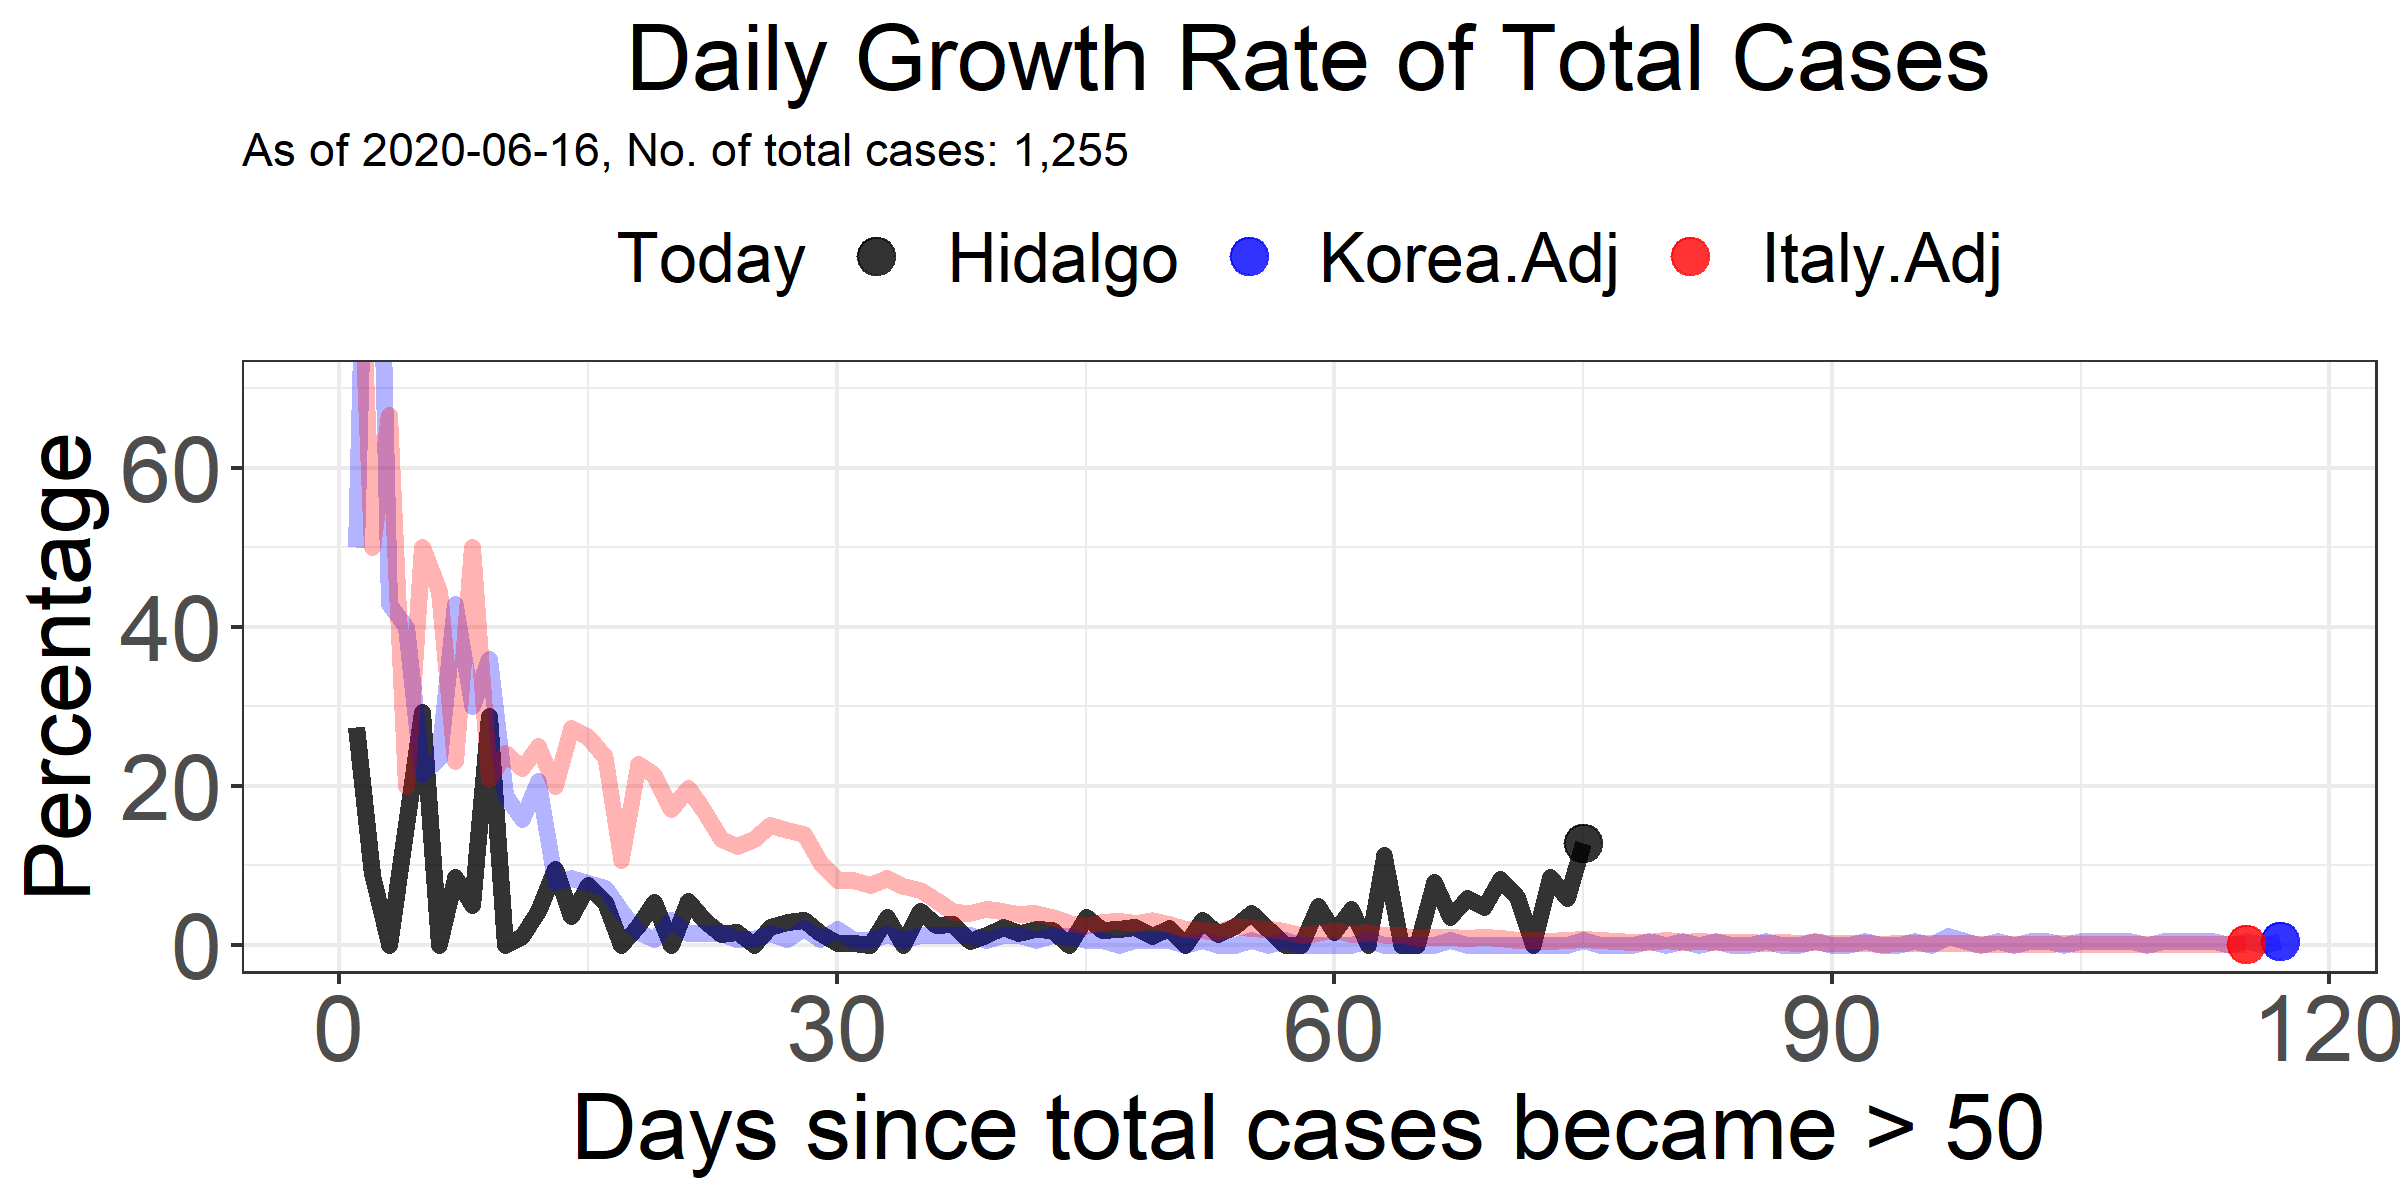 Daily Growth Rate of Total Cases
As of 2020-06-16, No. of total cases: 1,255
Today Hidalgo Korea.Adj Italy.Adj
Percentage
60
40
20
0
0 30 60 90 120
Days since total cases became > 50